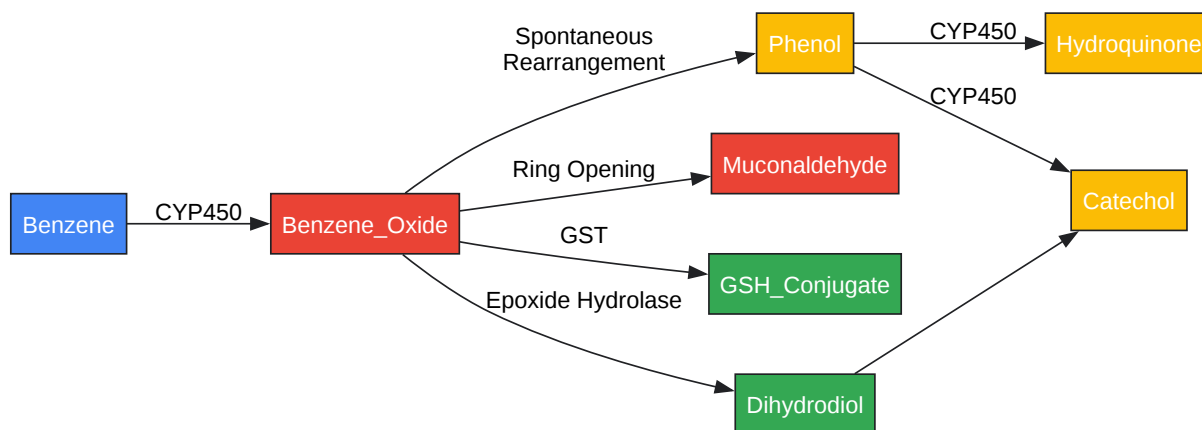 Benzene
CYP450
Benzene_Oxide
Spontaneous
Rearrangement
Phenol
CYP450
Hydroquinone
CYP450
Ring Opening
Muconaldehyde
Catechol
GST
GSH_Conjugate
Epoxide Hydrolase
Dihydrodiol